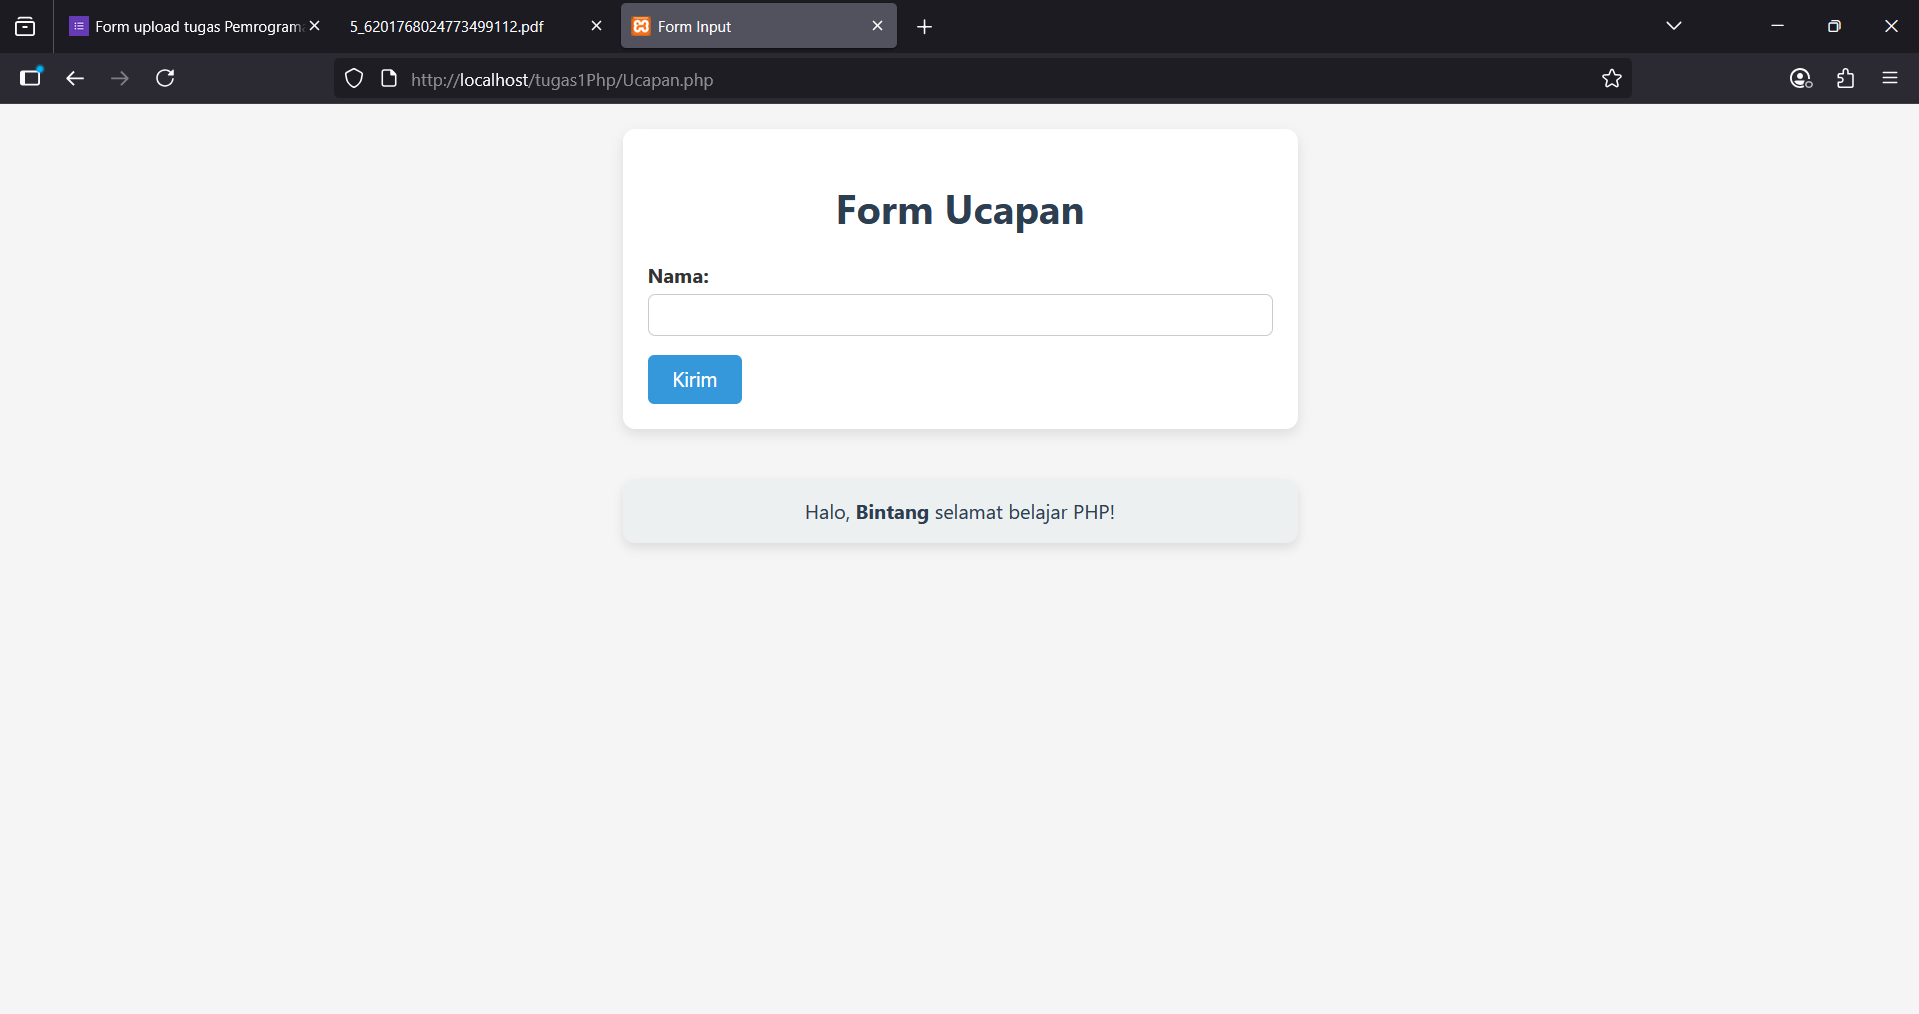 Form upload tugas Pemrogram
5_6201768024773499112.pdf
Form Input
http://localhost/tugas1Php/Ucapan.php
Form Ucapan
Nama:
Kirim
Halo, Bintang selamat belajar PHP!